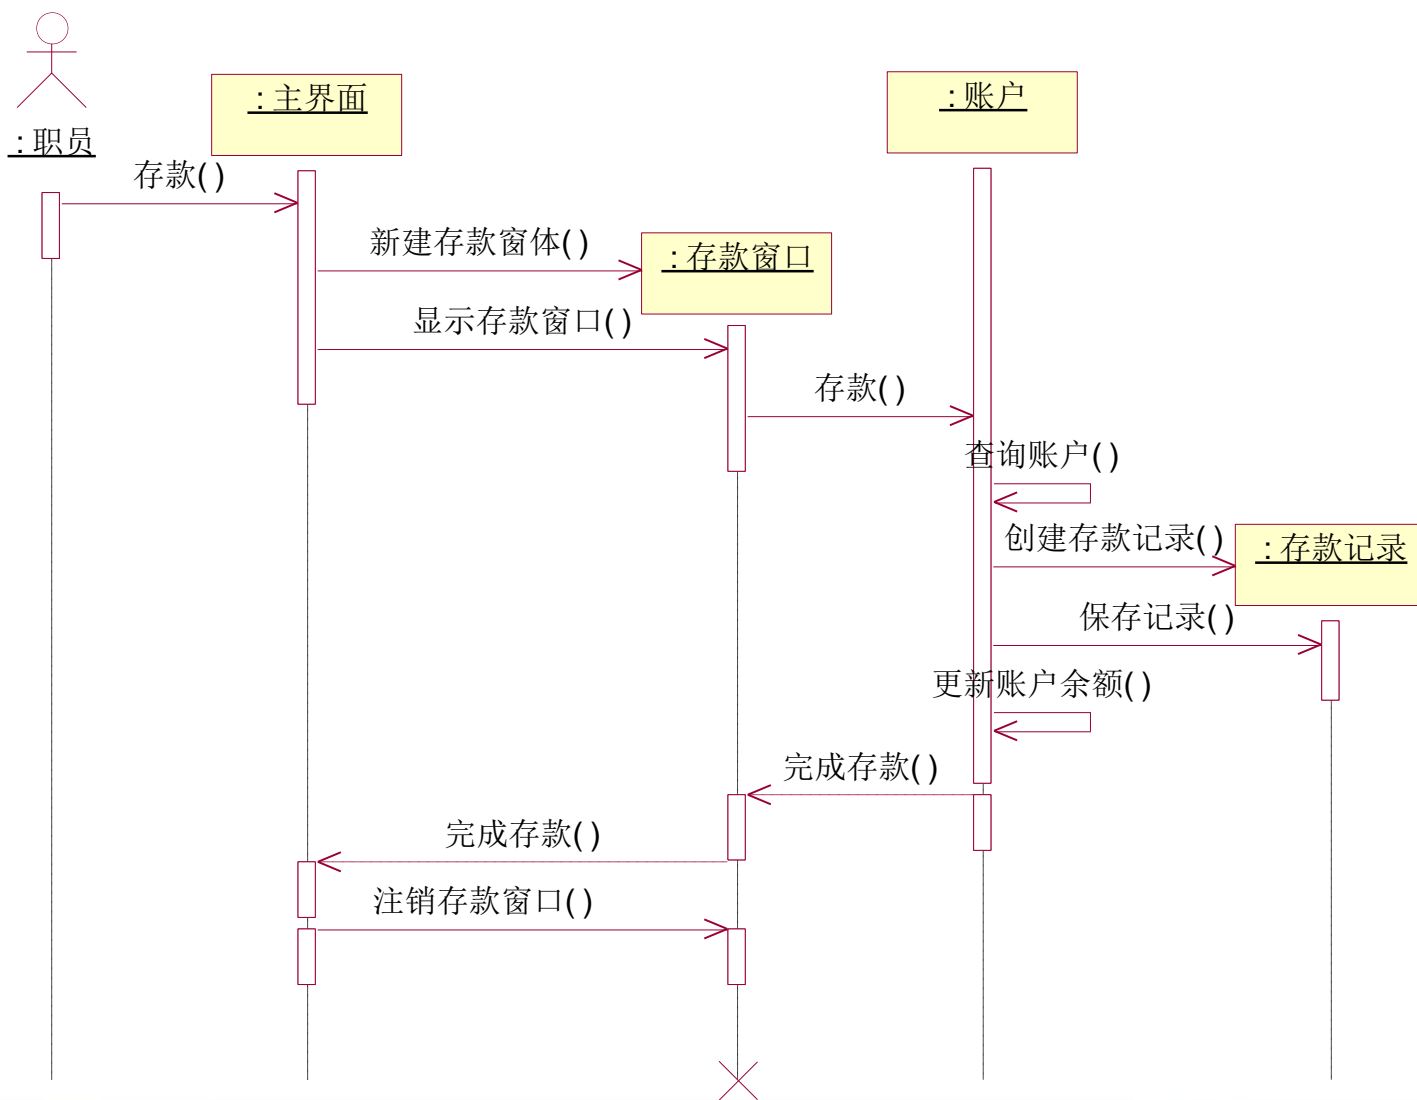 : 主界面
: 账户
: 职员
存款( )
新建存款窗体( )
: 存款窗口
显示存款窗口( )
存款( )
查询账户( )
创建存款记录( )
: 存款记录
保存记录( )
更新账户余额( )
完成存款( )
完成存款( )
注销存款窗口( )